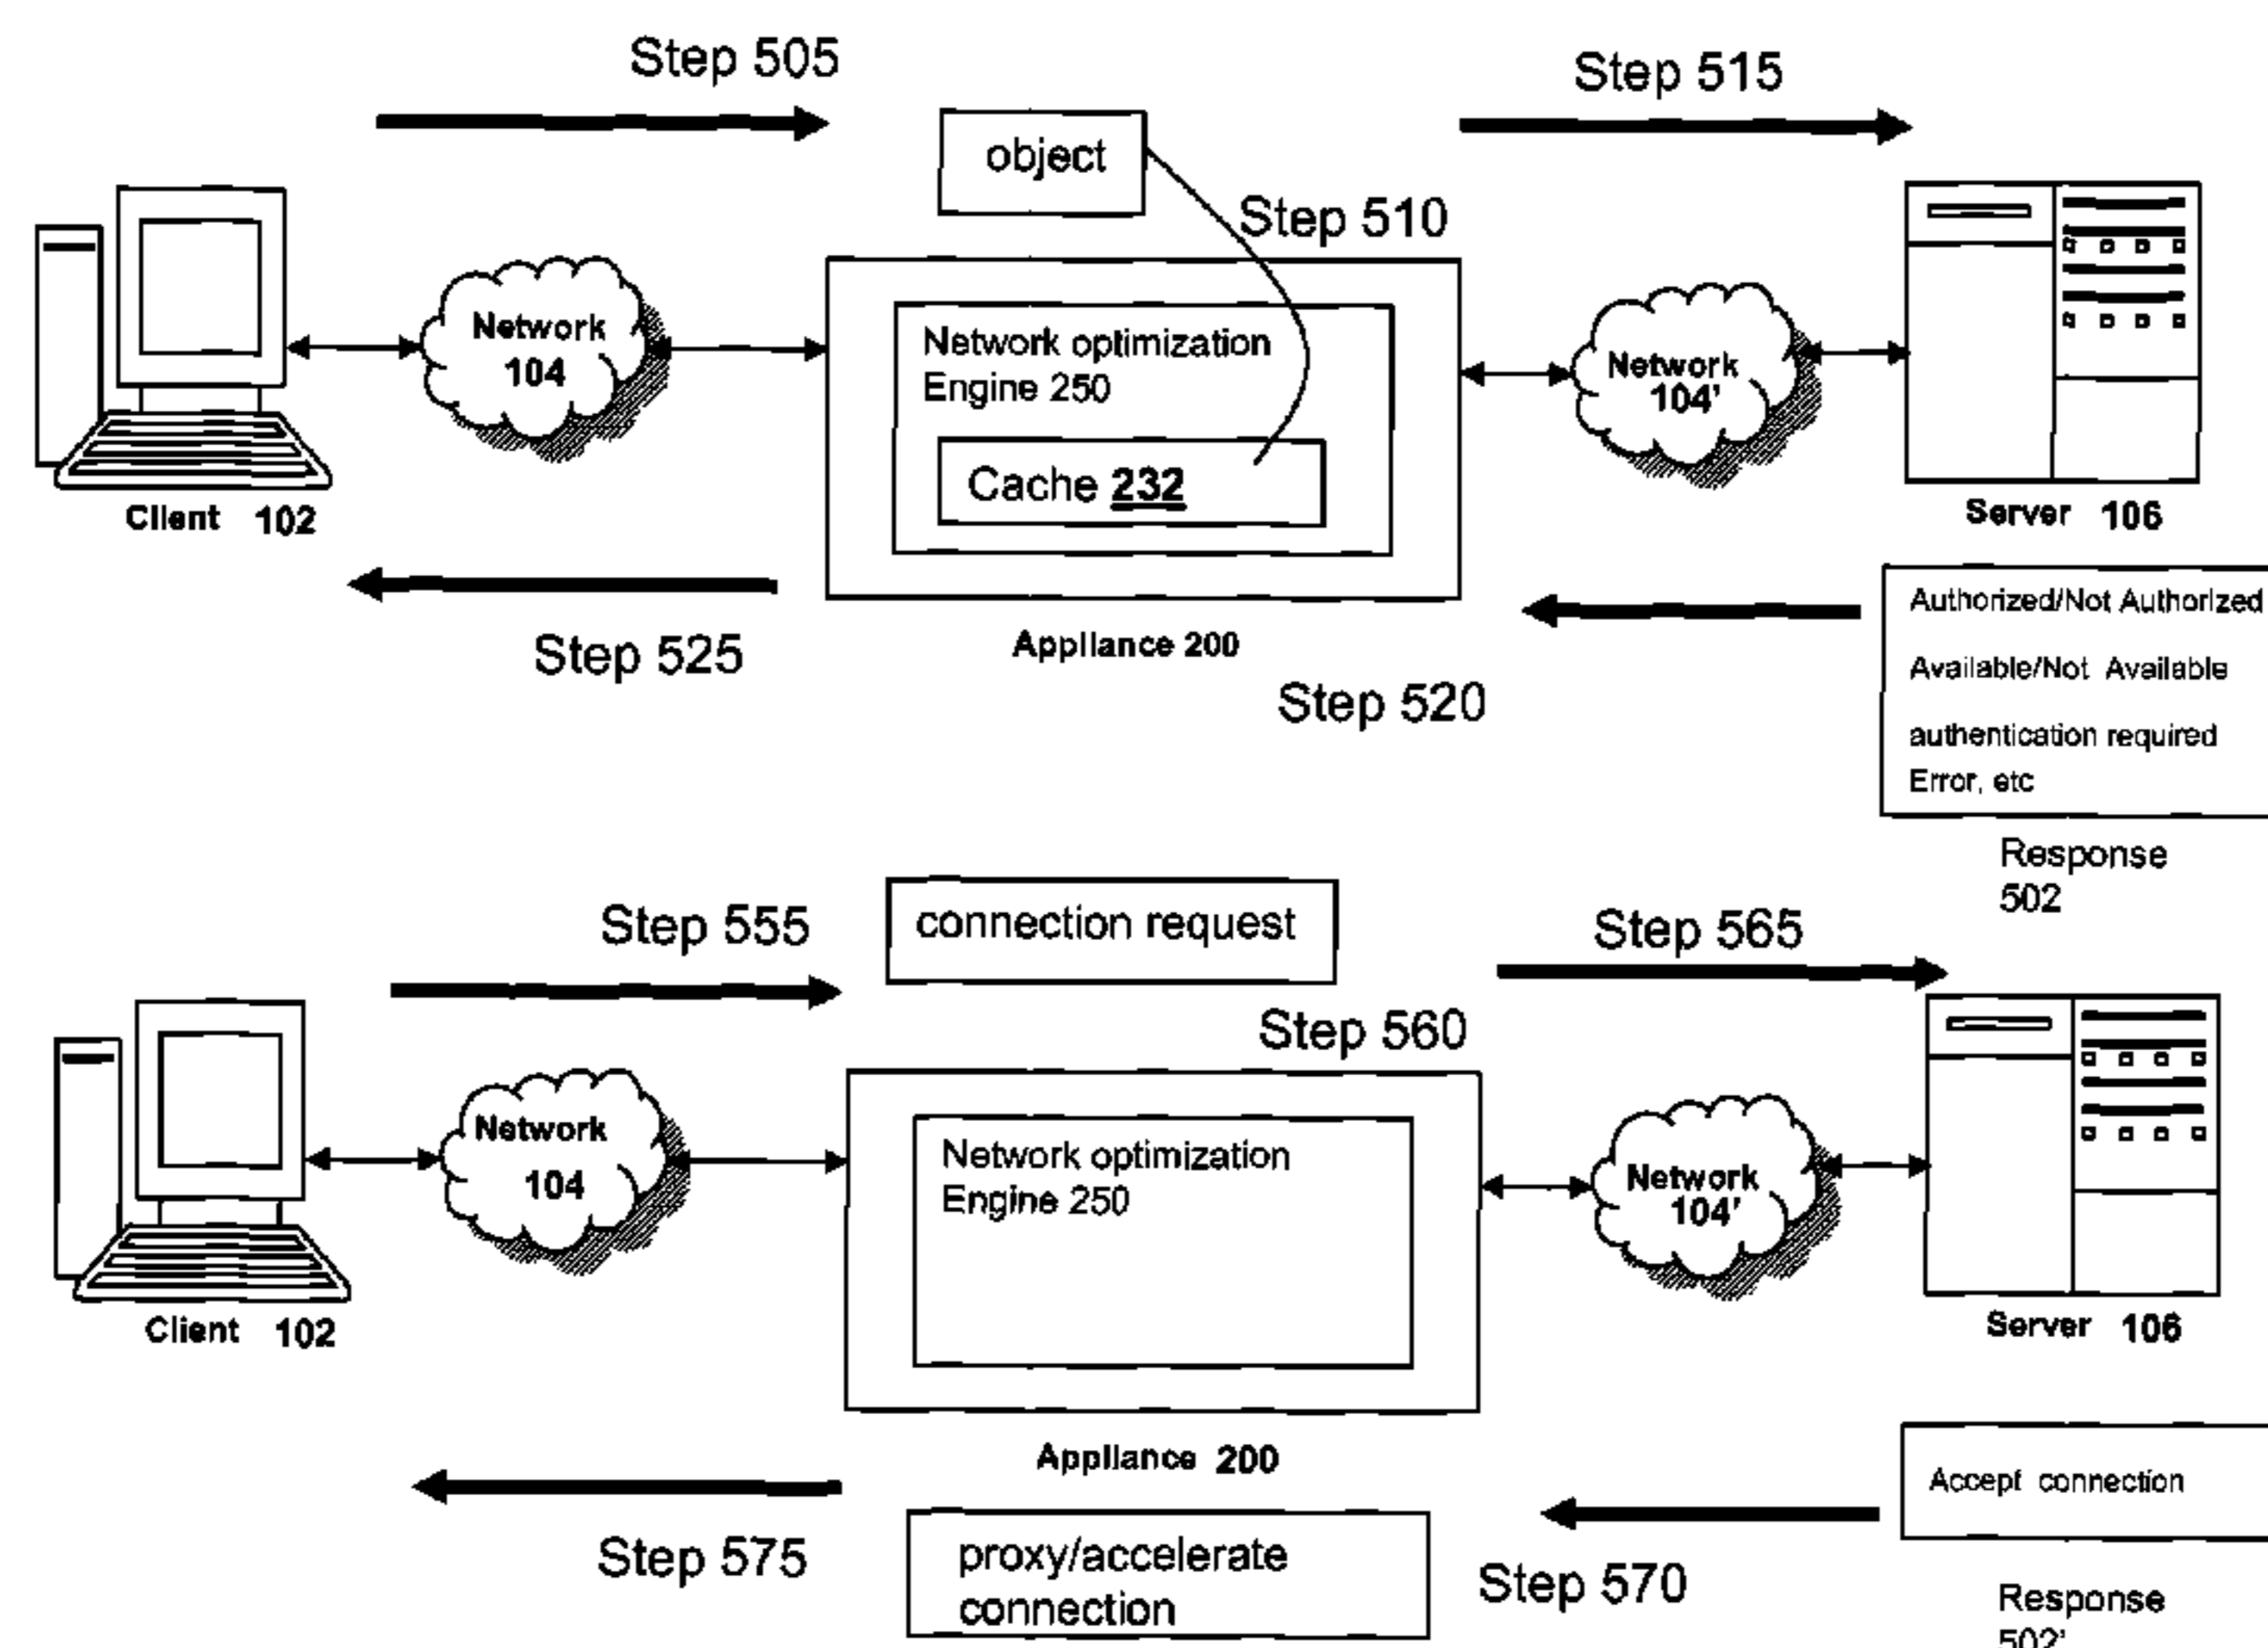 Step 505
Step 515
object
Step 510
Network
104
Network optimization
Engine 250
Cache 232
Network
104'
Client 102
Server 106
Step 525
Appliance 200
Step 520
Authorized/Not Authorized
Available/Not Available
authentication required
Error, etc
Response
502
Step 555
connection request
Step 565
Step 560
Network
104
Network optimization
Engine 250
Network
104'
Client 102
Server 106
Appliance 200
Step 575
proxy/accelerate
connection
Step 570
Accept connection
Response
502'